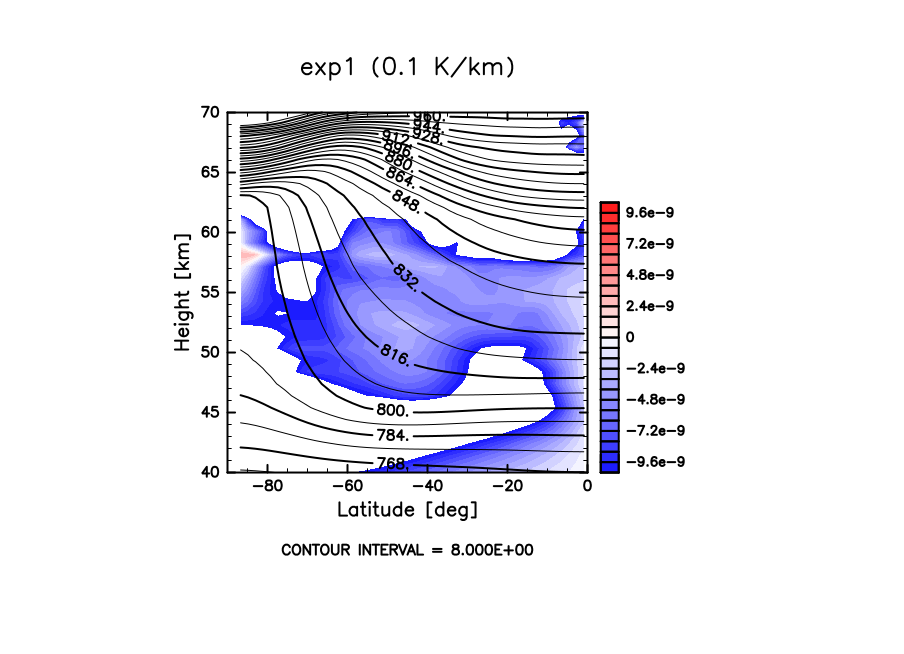 exp1 (0.1 K/km)
70
65
60
55
50
45
40
Height [km]
960.
944.
928.
912.
896.
880.
864.
848.
832.
816.
800.
784.
768.
9.6e−9
7.2e−9
4.8e−9
2.4e−9
0
−2.4e−9
−4.8e−9
−7.2e−9
−9.6e−9
−80 −60 −40 −20 0
Latitude [deg]
CONTOUR INTERVAL = 8.000E+00